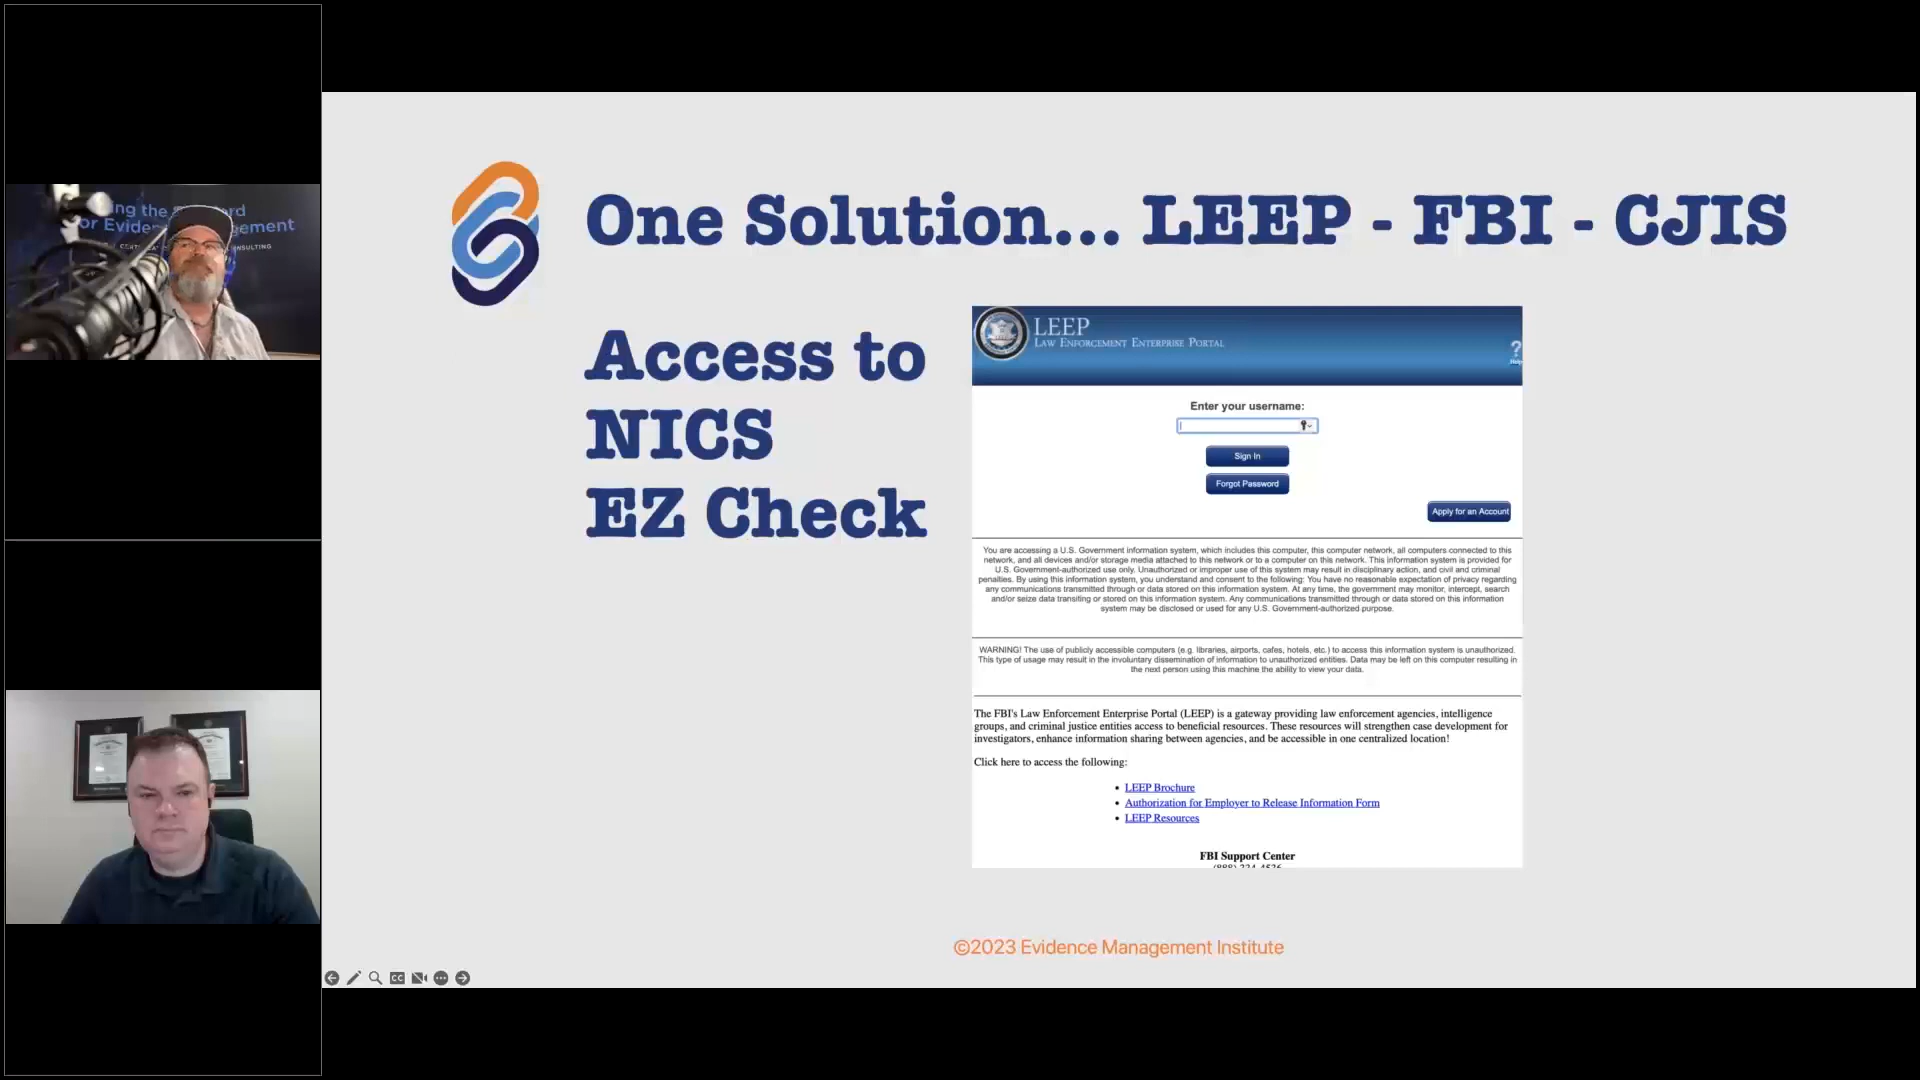 ing the
or Evide
gement
NSULTING
One Solution... LEEP - FBI - CJIS
Access to
NICS
EZ Check
LEEP
Law Enforcement Enterprise Portal
?
Help
Enter your username:
Sign In
Forgot Password
Apply for an Account
You are accessing a U.S. Government information system, which includes this computer, this computer network, all computers connected to this
network, and all devices and/or storage media attached to this network or to a computer on this network. This information system is provided for
U.S. Government-authorized use only. Unauthorized or improper use of this system may result in disciplinary action, and civil and criminal
penalties. By using this information system, you understand and consent to the following: You have no reasonable expectation of privacy regarding
any communications transmitted through or data stored on this information system. At any time, the government may monitor, intercept, search
and/or seize data transiting or stored on this information system. Any communications transmitted through or data stored on this information
system may be disclosed or used for any U.S. Government-authorized purpose.
WARNING! The use of publicly accessible computers (e.g. libraries, airports, cafes, hotels, etc.) to access this information system is unauthorized.
This type of usage may result in the involuntary dissemination of information to unauthorized entities. Data may be left on this computer resulting in
the next person using this machine the ability to view your data.
The FBI's Law Enforcement Enterprise Portal (LEEP) is a gateway providing law enforcement agencies, intelligence
groups, and criminal justice entities access to beneficial resources. These resources will strengthen case development for
investigators, enhance information sharing between agencies, and be accessible in one centralized location!
Click here to access the following:
• LEEP Brochure
• Authorization for Employer to Release Information Form
• LEEP Resources
FBI Support Center
©2023 Evidence Management Institute
CC